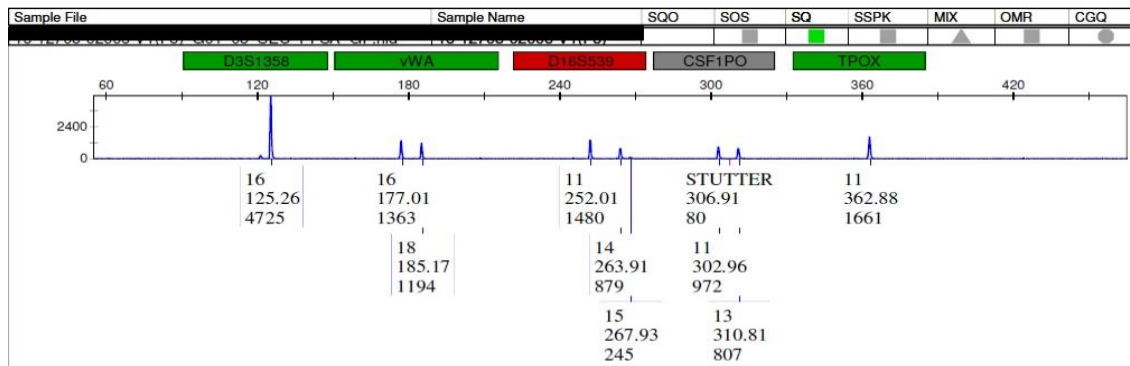 Sample File Sample Name SQO SOS SQ SSPK MIX OMR CGQ
D3S1358 vWA D16S539 CSF1PO TPOX
60 120 180 240 300 360 420
2400
0
16 16 11 STUTTER 11
125.26 177.01 252.01 306.91 362.88
4725 1363 1480 80 1661
18 14 11
185.17 263.91 302.96
1194 879 972
15 13
267.93 310.81
245 807